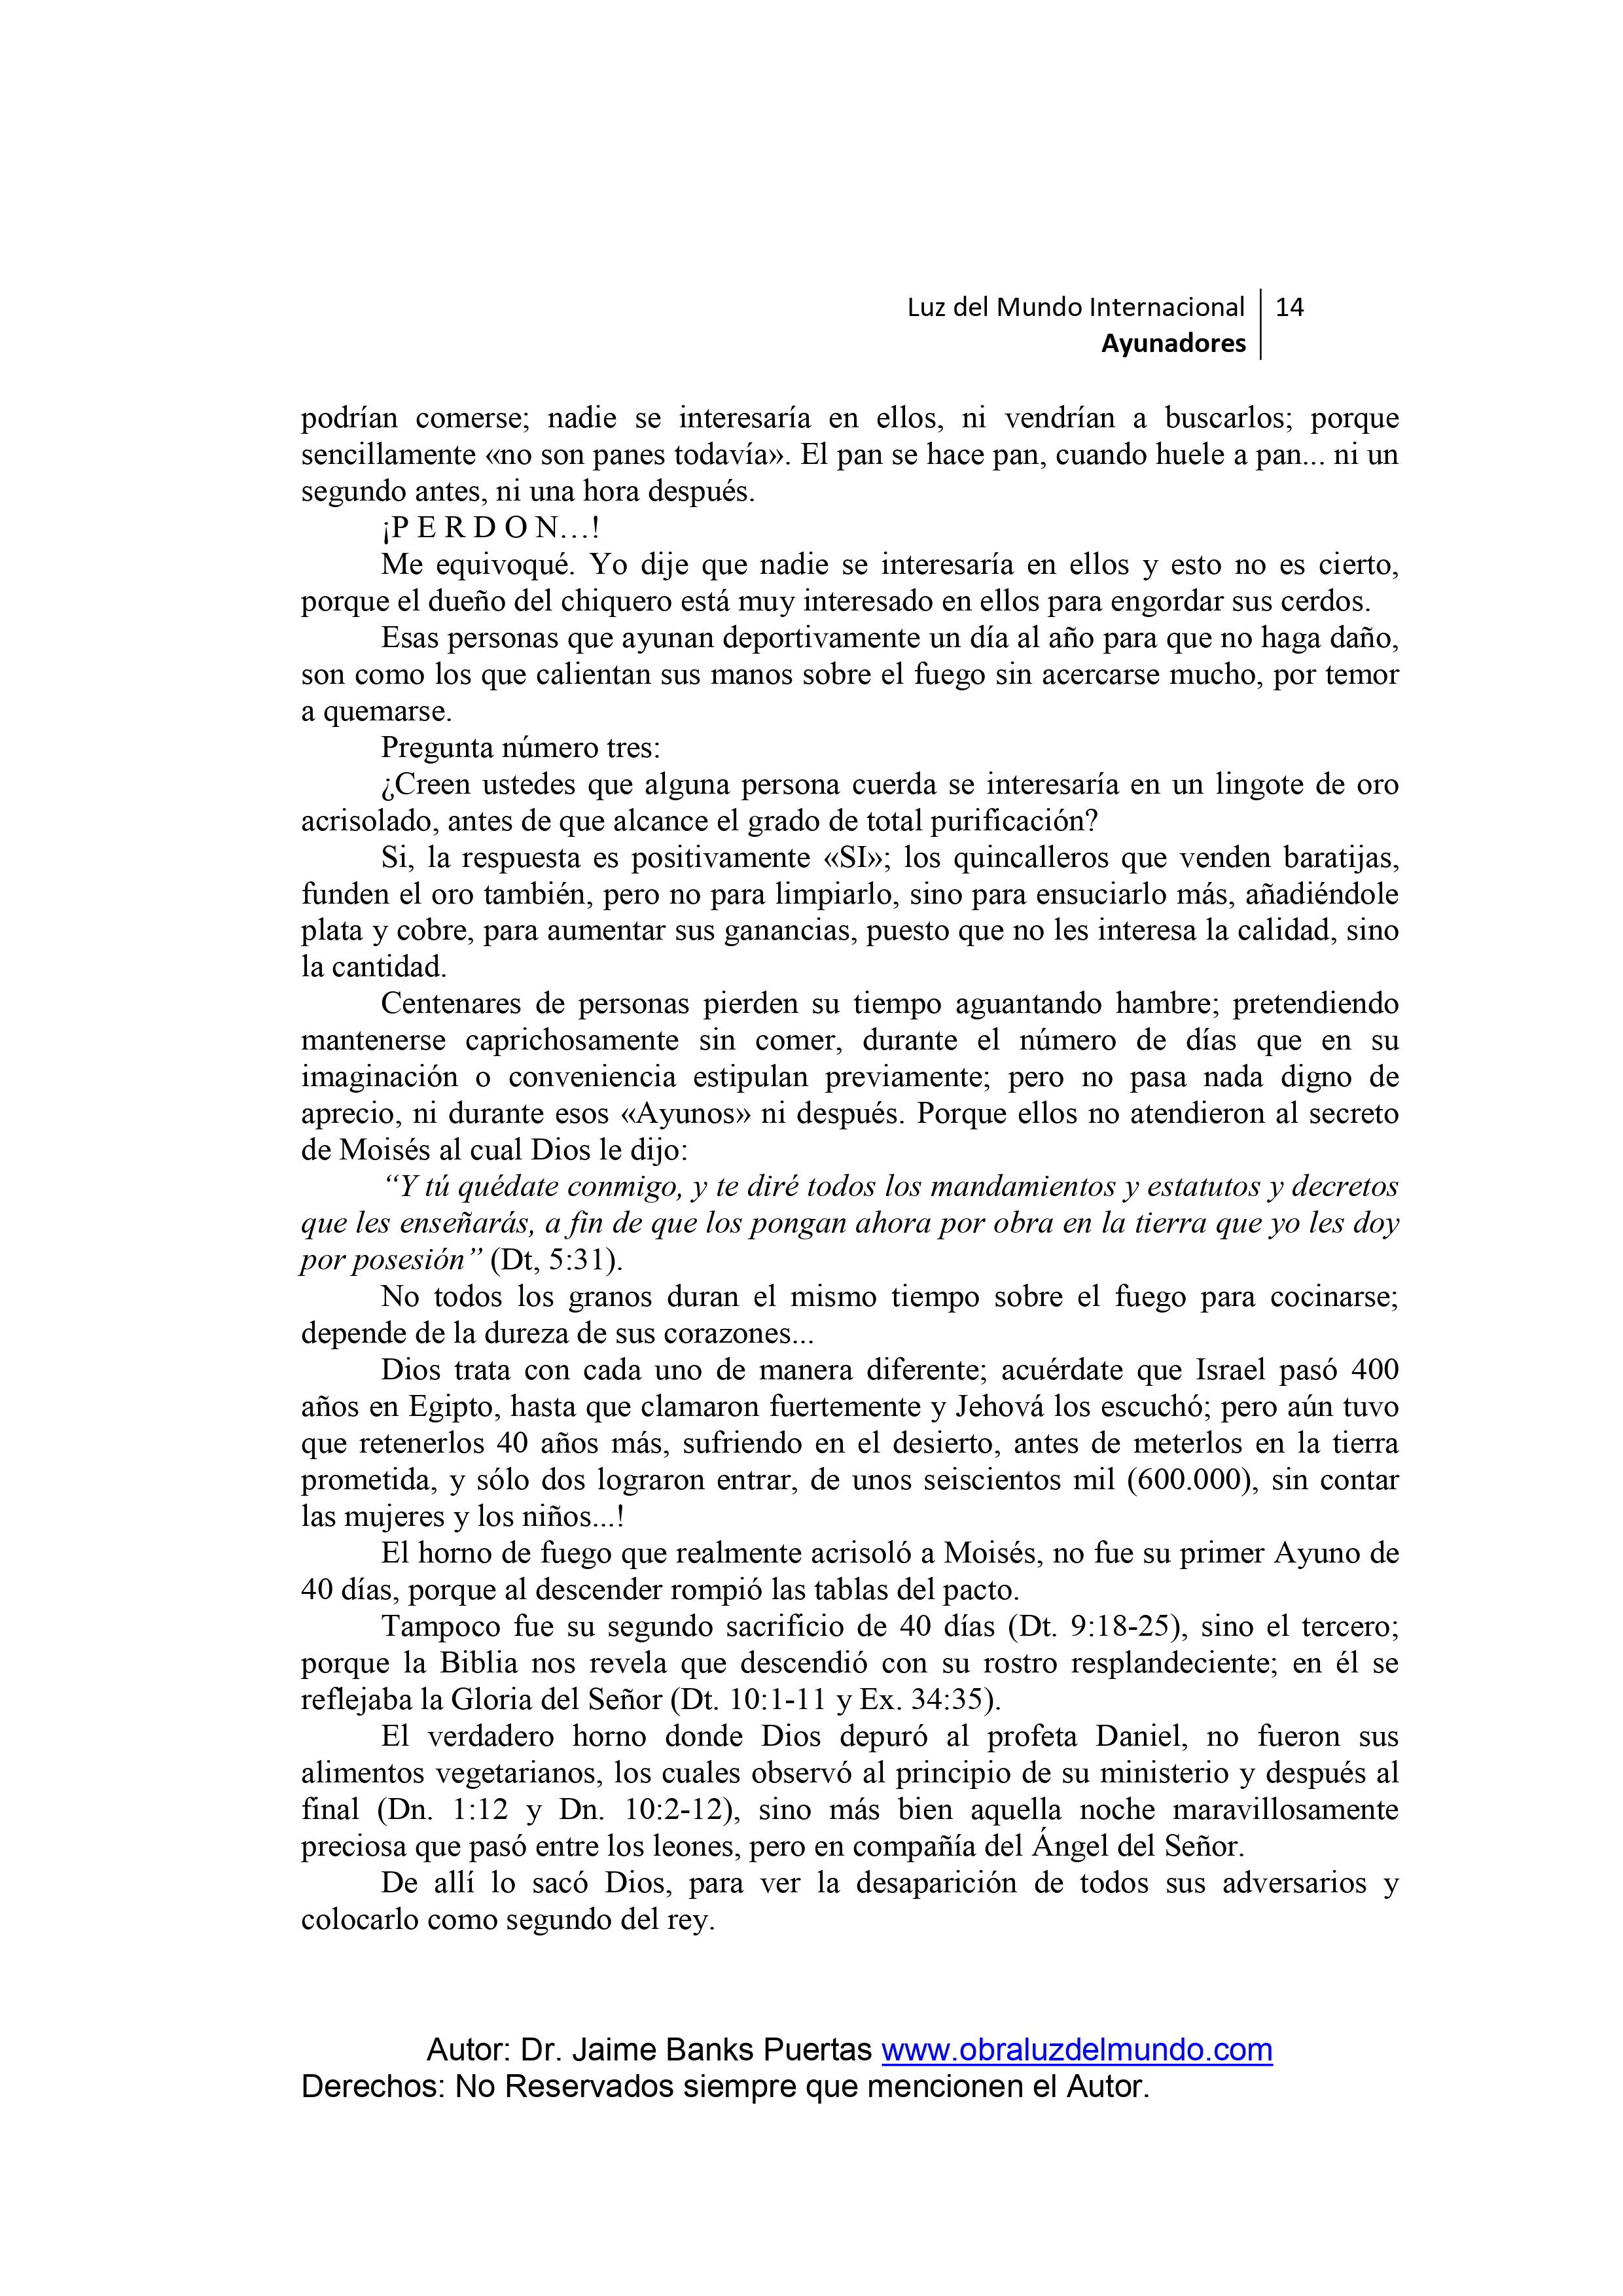 Luz del Mundo Internacional 14
Ayunadores
podrían comerse; nadie se interesaría en ellos, ni vendrían a buscarlos; porque
sencillamente «no son panes todavía». El pan se hace pan, cuando huele a pan... ni un
segundo antes, ni una hora después.
¡P E R D O N…!
Me equivoqué. Yo dije que nadie se interesaría en ellos y esto no es cierto,
porque el dueño del chiquero está muy interesado en ellos para engordar sus cerdos.
Esas personas que ayunan deportivamente un día al año para que no haga daño,
son como los que calientan sus manos sobre el fuego sin acercarse mucho, por temor
a quemarse.
Pregunta número tres:
¿Creen ustedes que alguna persona cuerda se interesaría en un lingote de oro
acrisolado, antes de que alcance el grado de total purificación?
Si, la respuesta es positivamente «SI»; los quincalleros que venden baratijas,
funden el oro también, pero no para limpiarlo, sino para ensuciarlo más, añadiéndole
plata y cobre, para aumentar sus ganancias, puesto que no les interesa la calidad, sino
la cantidad.
Centenares de personas pierden su tiempo aguantando hambre; pretendiendo
mantenerse caprichosamente sin comer, durante el número de días que en su
imaginación o conveniencia estipulan previamente; pero no pasa nada digno de
aprecio, ni durante esos «Ayunos» ni después. Porque ellos no atendieron al secreto
de Moisés al cual Dios le dijo:
“Y tú quédate conmigo, y te diré todos los mandamientos y estatutos y decretos
que les enseñarás, a fin de que los pongan ahora por obra en la tierra que yo les doy
por posesión” (Dt, 5:31).
No todos los granos duran el mismo tiempo sobre el fuego para cocinarse;
depende de la dureza de sus corazones...
Dios trata con cada uno de manera diferente; acuérdate que Israel pasó 400
años en Egipto, hasta que clamaron fuertemente y Jehová los escuchó; pero aún tuvo
que retenerlos 40 años más, sufriendo en el desierto, antes de meterlos en la tierra
prometida, y sólo dos lograron entrar, de unos seiscientos mil (600.000), sin contar
las mujeres y los niños...!
El horno de fuego que realmente acrisoló a Moisés, no fue su primer Ayuno de
40 días, porque al descender rompió las tablas del pacto.
Tampoco fue su segundo sacrificio de 40 días (Dt. 9:18-25), sino el tercero;
porque la Biblia nos revela que descendió con su rostro resplandeciente; en él se
reflejaba la Gloria del Señor (Dt. 10:1-11 y Ex. 34:35).
El verdadero horno donde Dios depuró al profeta Daniel, no fueron sus
alimentos vegetarianos, los cuales observó al principio de su ministerio y después al
final (Dn. 1:12 y Dn. 10:2-12), sino más bien aquella noche maravillosamente
preciosa que pasó entre los leones, pero en compañía del Ángel del Señor.
De allí lo sacó Dios, para ver la desaparición de todos sus adversarios y
colocarlo como segundo del rey.
Autor: Dr. Jaime Banks Puertas www.obraluzdelmundo.com
Derechos: No Reservados siempre que mencionen el Autor.